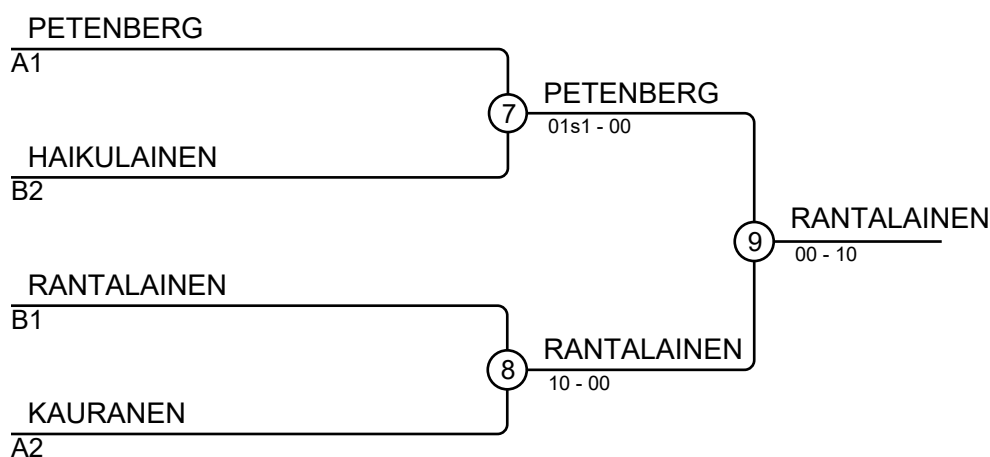 PETENBERG
A1
7
PETENBERG
01s1 - 00
HAIKULAINEN
B2
9
RANTALAINEN
00 - 10
RANTALAINEN
B1
8
RANTALAINEN
10 - 00
KAURANEN
A2